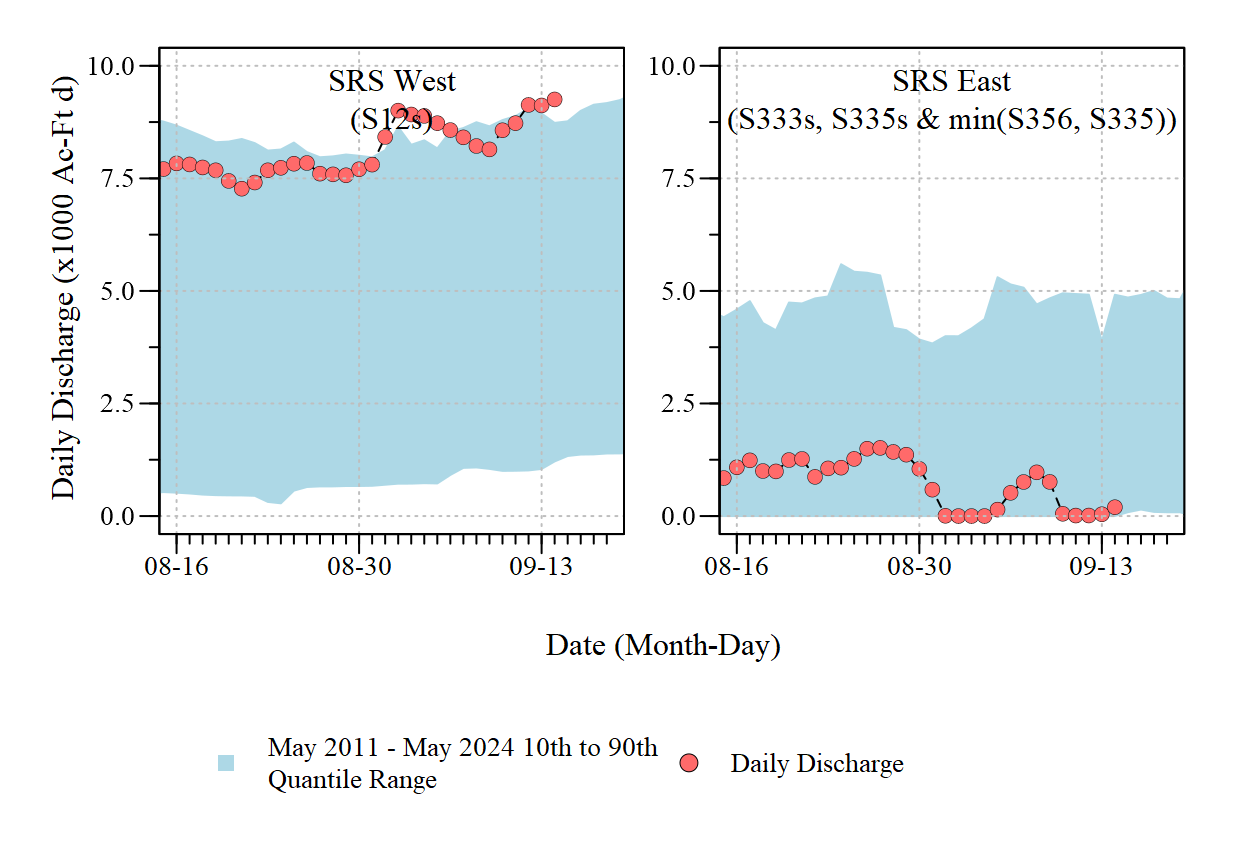 SRS West
(S12s)
SRS East
(S333s, S335s & min(S356, S335))
Daily Discharge (x1000 Ac-Ft d)
10.0
7.5
5.0
2.5
0.0
08-16
08-30
09-13
10.0
7.5
5.0
2.5
0.0
08-16
08-30
09-13
Date (Month-Day)
May 2011 - May 2024 10th to 90th
Quantile Range
Daily Discharge